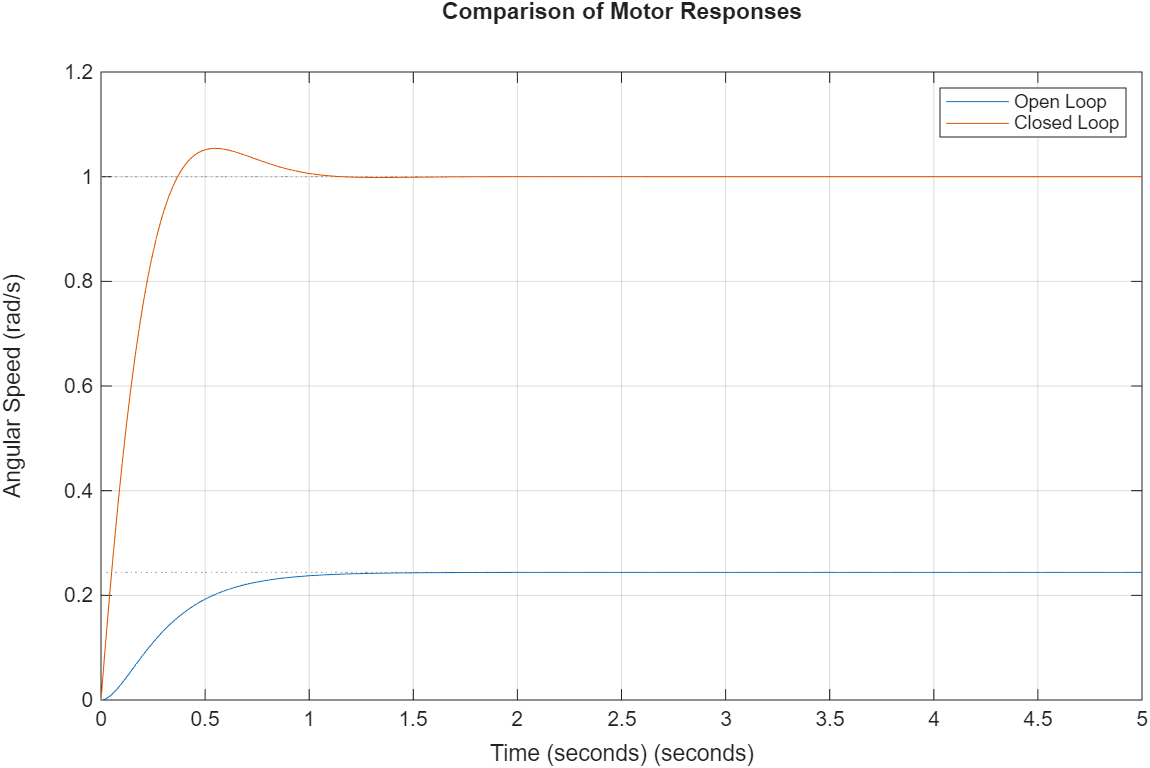 Comparison of Motor Responses
1.2
1
0.8
0.6
0.4
0.2
0
Angular Speed (rad/s)
Open Loop
Closed Loop
0 0.5 1 1.5 2 2.5 3 3.5 4 4.5 5
Time (seconds) (seconds)